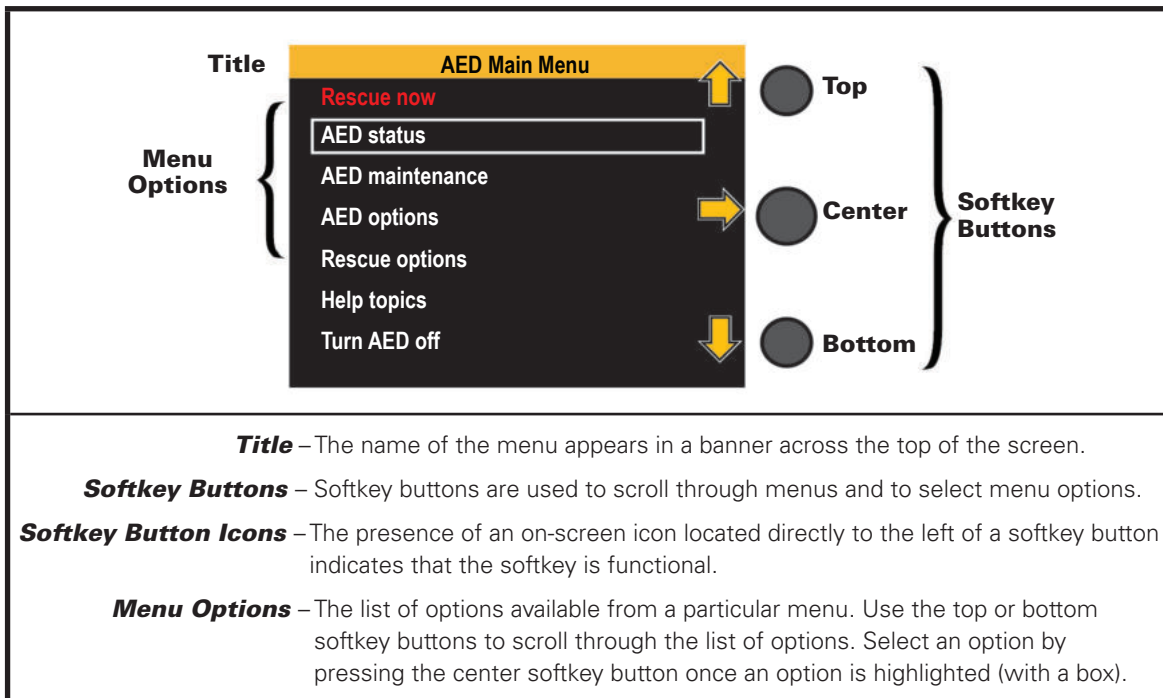 Title
AED Main Menu
Rescue now
AED status
AED maintenance
AED options
Rescue options
Help topics
Turn AED off
Menu
Options
Top
Center
Bottom
Softkey
Buttons
Title – The name of the menu appears in a banner across the top of the screen.
Softkey Buttons – Softkey buttons are used to scroll through menus and to select menu options.
Softkey Button Icons – The presence of an on-screen icon located directly to the left of a softkey button
indicates that the softkey is functional.
Menu Options – The list of options available from a particular menu. Use the top or bottom
softkey buttons to scroll through the list of options. Select an option by
pressing the center softkey button once an option is highlighted (with a box).